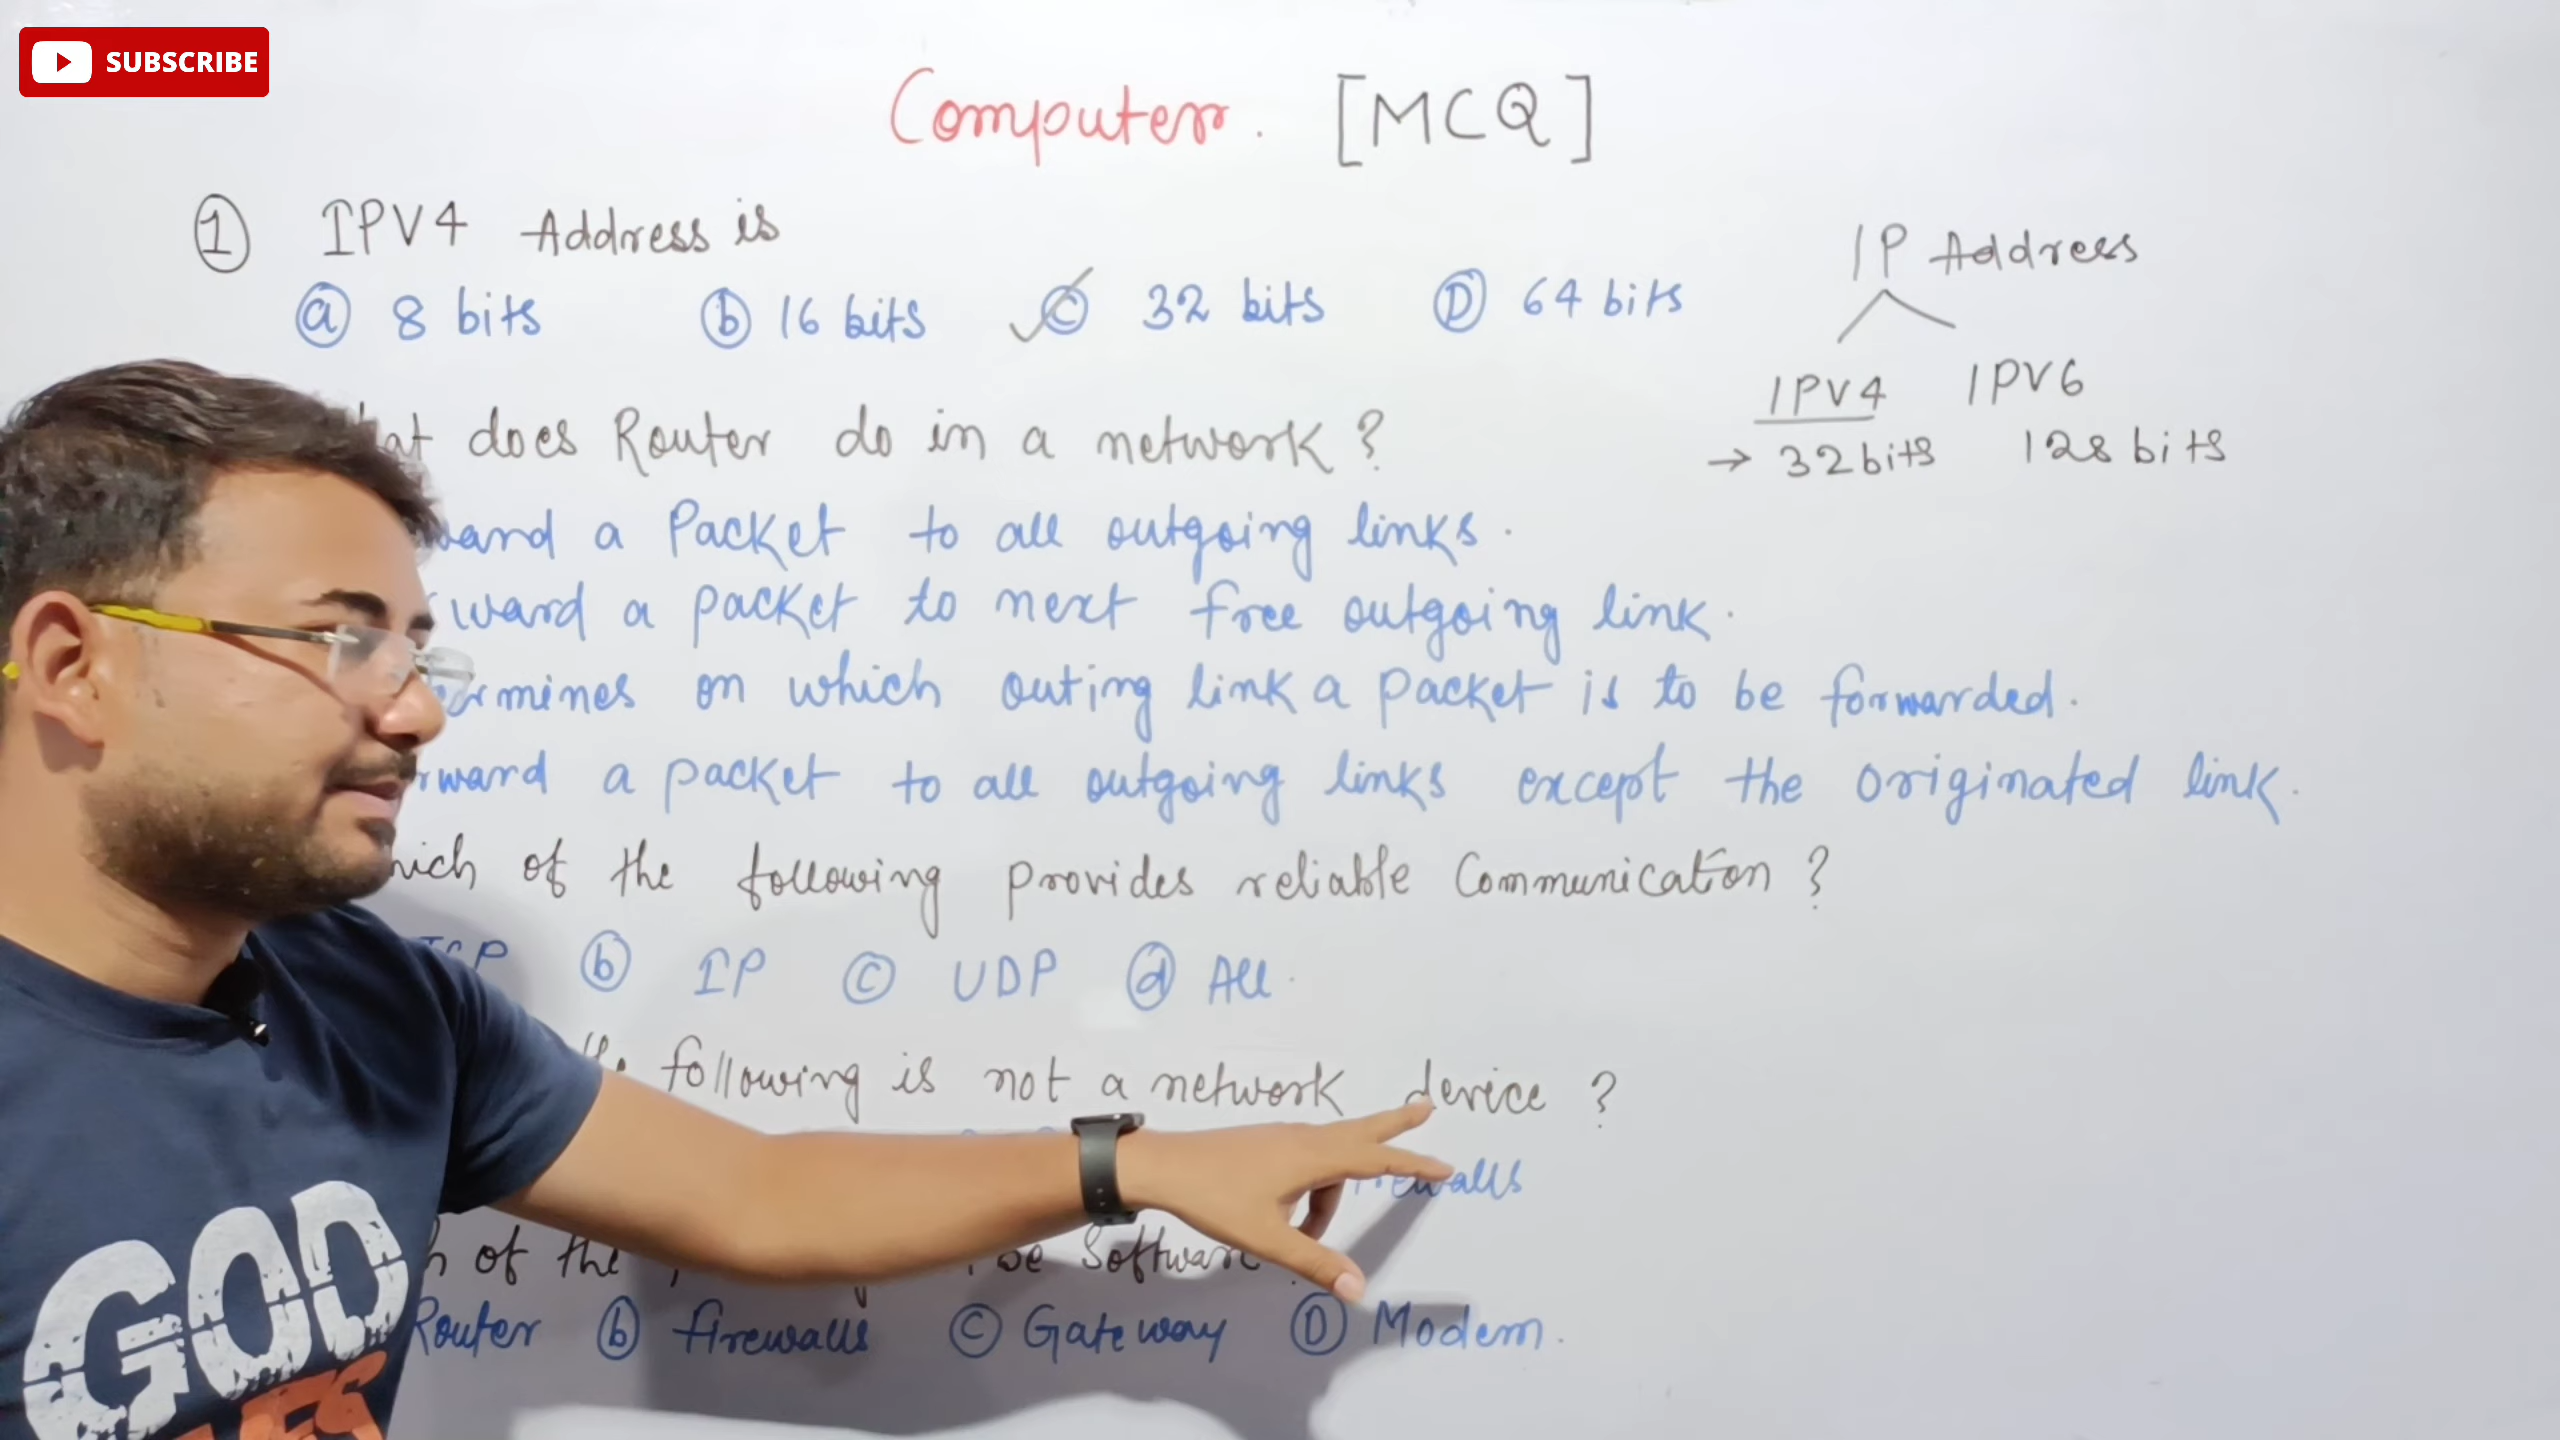 SUBSCRIBE
Computer. [MCQ]
① IPV4 Address is
ⓐ 8 bits ⓑ 16 bits ⓒ 32 bits Ⓓ 64 bits
IP Address
IPV4 IPV6
→ 32 bits 128 bits
does Router do in a network?
a Packet to all outgoing links.
a packet to next free outgoing link.
on which outing link a packet is to be forwarded.
a packet to all outgoing links except the originated link.
of the following provides reliable Communication?
ⓑ IP ⓒ UDP ⓓ All.
following is not a network device?
of the be Software
Router ⓑ firewalls ⓒ Gateway Ⓓ Modem.
GOD